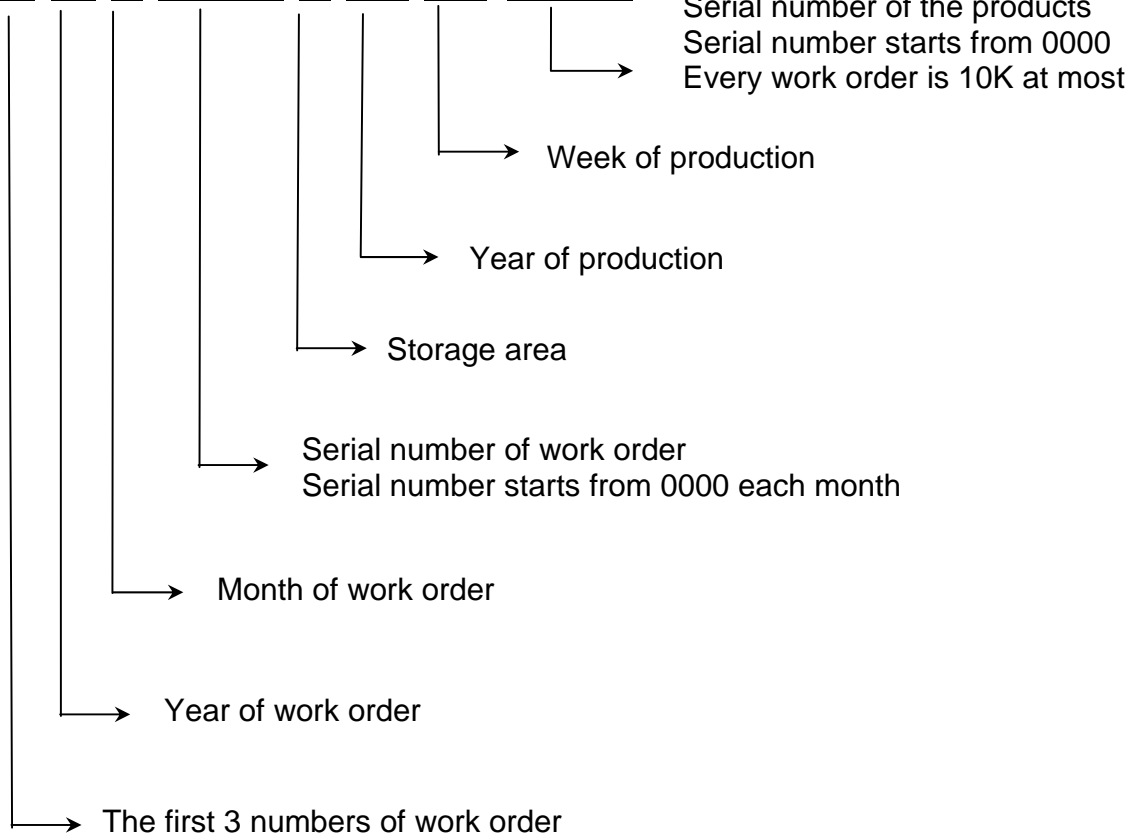 Serial number of the products
Serial number starts from 0000
Every work order is 10K at most
Week of production
Year of production
Storage area
Serial number of work order
Serial number starts from 0000 each month
Month of work order
Year of work order
The first 3 numbers of work order